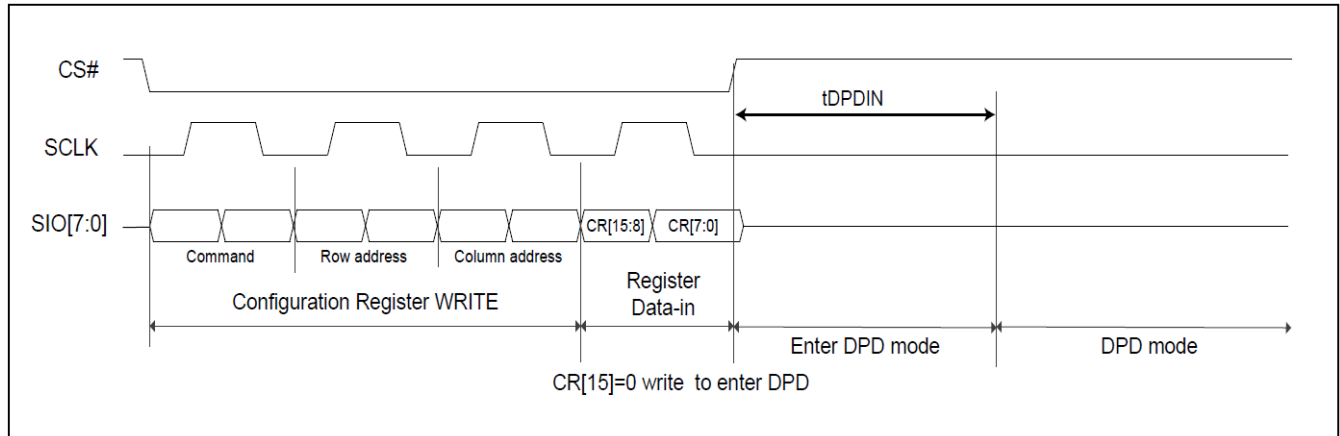 CS#
tDPDIN
SCLK
SIO[7:0]
CR[15:8] CR[7:0]
Command Row address Column address
Configuration Register WRITE
Register
Data-in
Enter DPD mode DPD mode
CR[15]=0 write to enter DPD